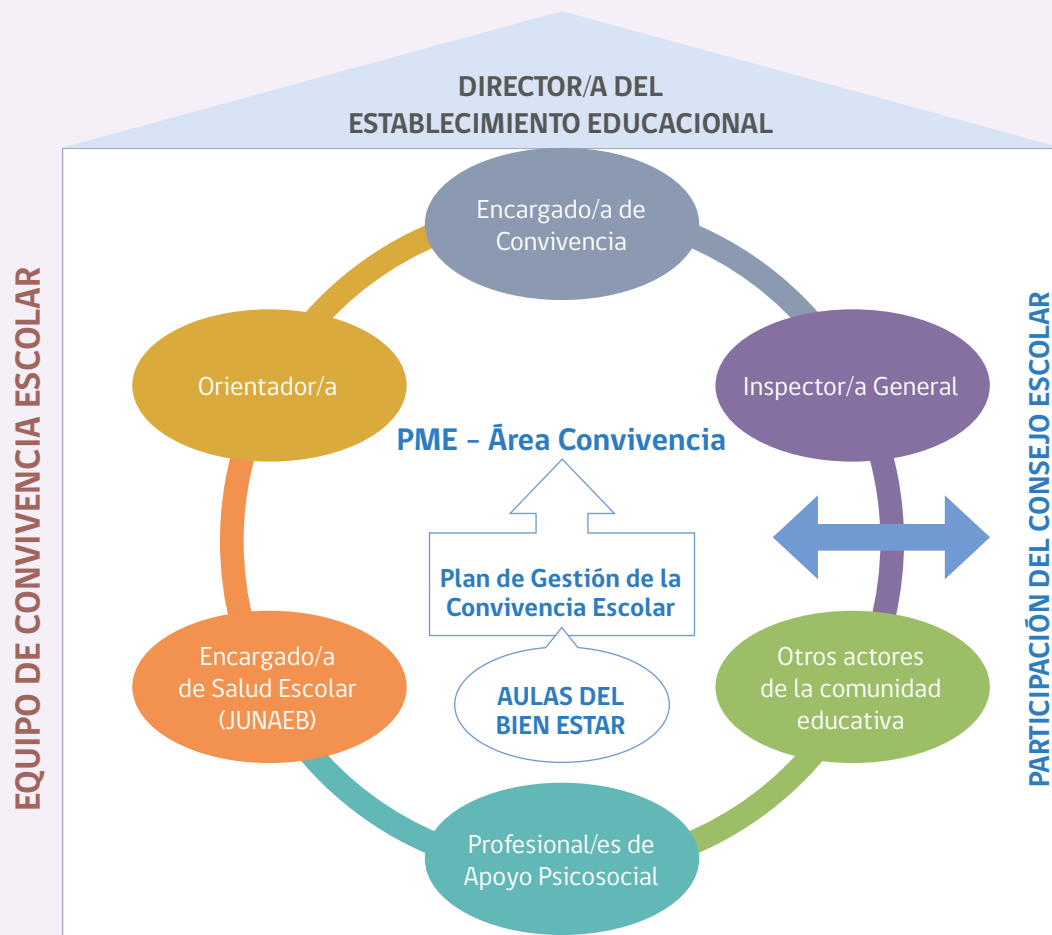 DIRECTOR/A DEL
ESTABLECIMIENTO EDUCACIONAL
EQUIPO DE CONVIVENCIA ESCOLAR
Encargado/a de
Convivencia
Orientador/a
Inspector/a General
PME – Área Convivencia
Plan de Gestión de la
Convivencia Escolar
AULAS DEL
BIEN ESTAR
Encargado/a
de Salud Escolar
(JUNAEB)
Otros actores
de la comunidad
educativa
Profesional/es de
Apoyo Psicosocial
PARTICIPACIÓN DEL CONSEJO ESCOLAR